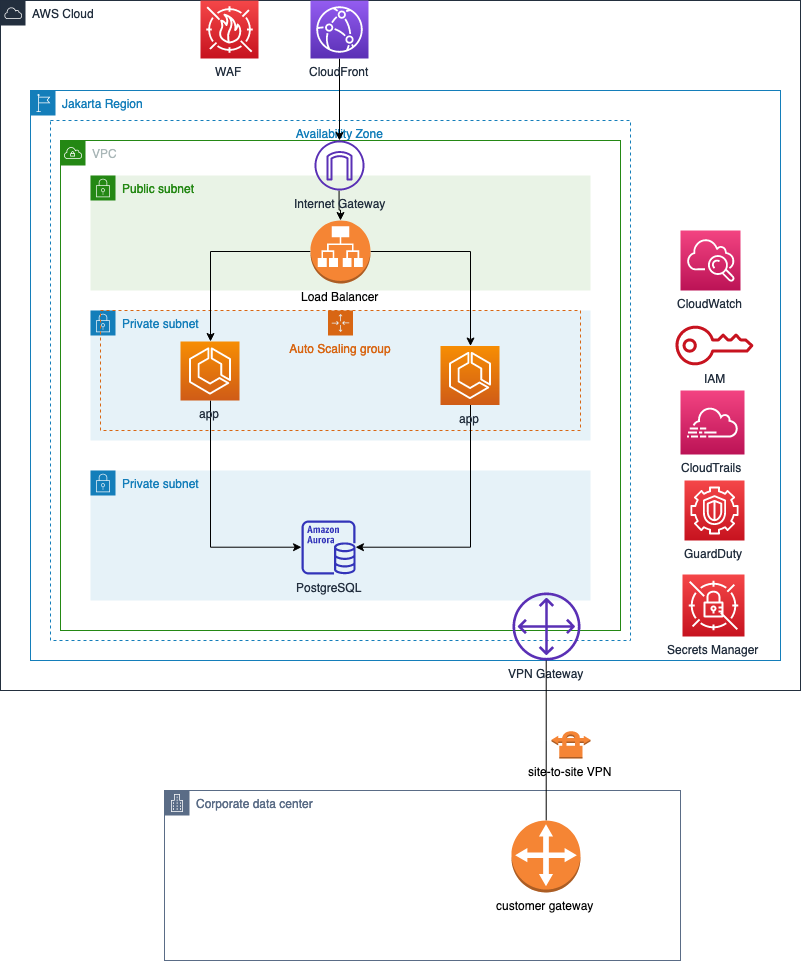 AWS Cloud
WAF
CloudFront
Jakarta Region
Availability Zone
VPC
Public subnet
Internet Gateway
Load Balancer
Private subnet
Auto Scaling group
app
app
Private subnet
Amazon
Aurora
PostgreSQL
CloudWatch
IAM
CloudTrails
GuardDuty
Secrets Manager
VPN Gateway
site-to-site VPN
Corporate data center
customer gateway